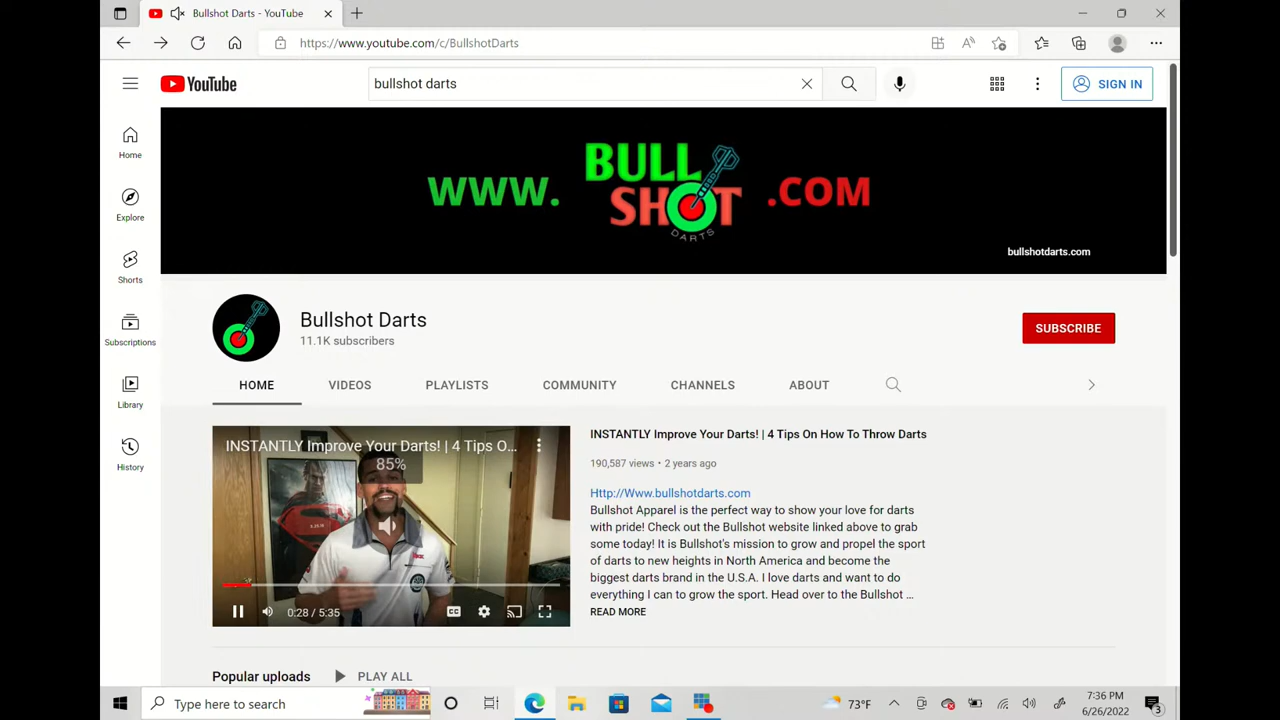 Bullshot Darts - YouTube
https://www.youtube.com/c/BullshotDarts
YouTube
bullshot darts
SIGN IN
Home
Explore
Shorts
Subscriptions
Library
History
WWW. BULL SHOT .COM
DARTS
bullshotdarts.com
Bullshot Darts
11.1K subscribers
SUBSCRIBE
HOME VIDEOS PLAYLISTS COMMUNITY CHANNELS ABOUT
INSTANTLY Improve Your Darts! | 4 Tips O...
85%
CC
0:28 / 5:35
INSTANTLY Improve Your Darts! | 4 Tips On How To Throw Darts
190,587 views • 2 years ago
Http://Www.bullshotdarts.com
Bullshot Apparel is the perfect way to show your love for darts
with pride! Check out the Bullshot website linked above to grab
some today! It is Bullshot's mission to grow and propel the sport
of darts to new heights in North America and become the
biggest darts brand in the U.S.A. I love darts and want to do
everything I can to grow the sport. Head over to the Bullshot ...
READ MORE
Popular uploads PLAY ALL
Type here to search
73°F
7:36 PM
6/26/2022
3